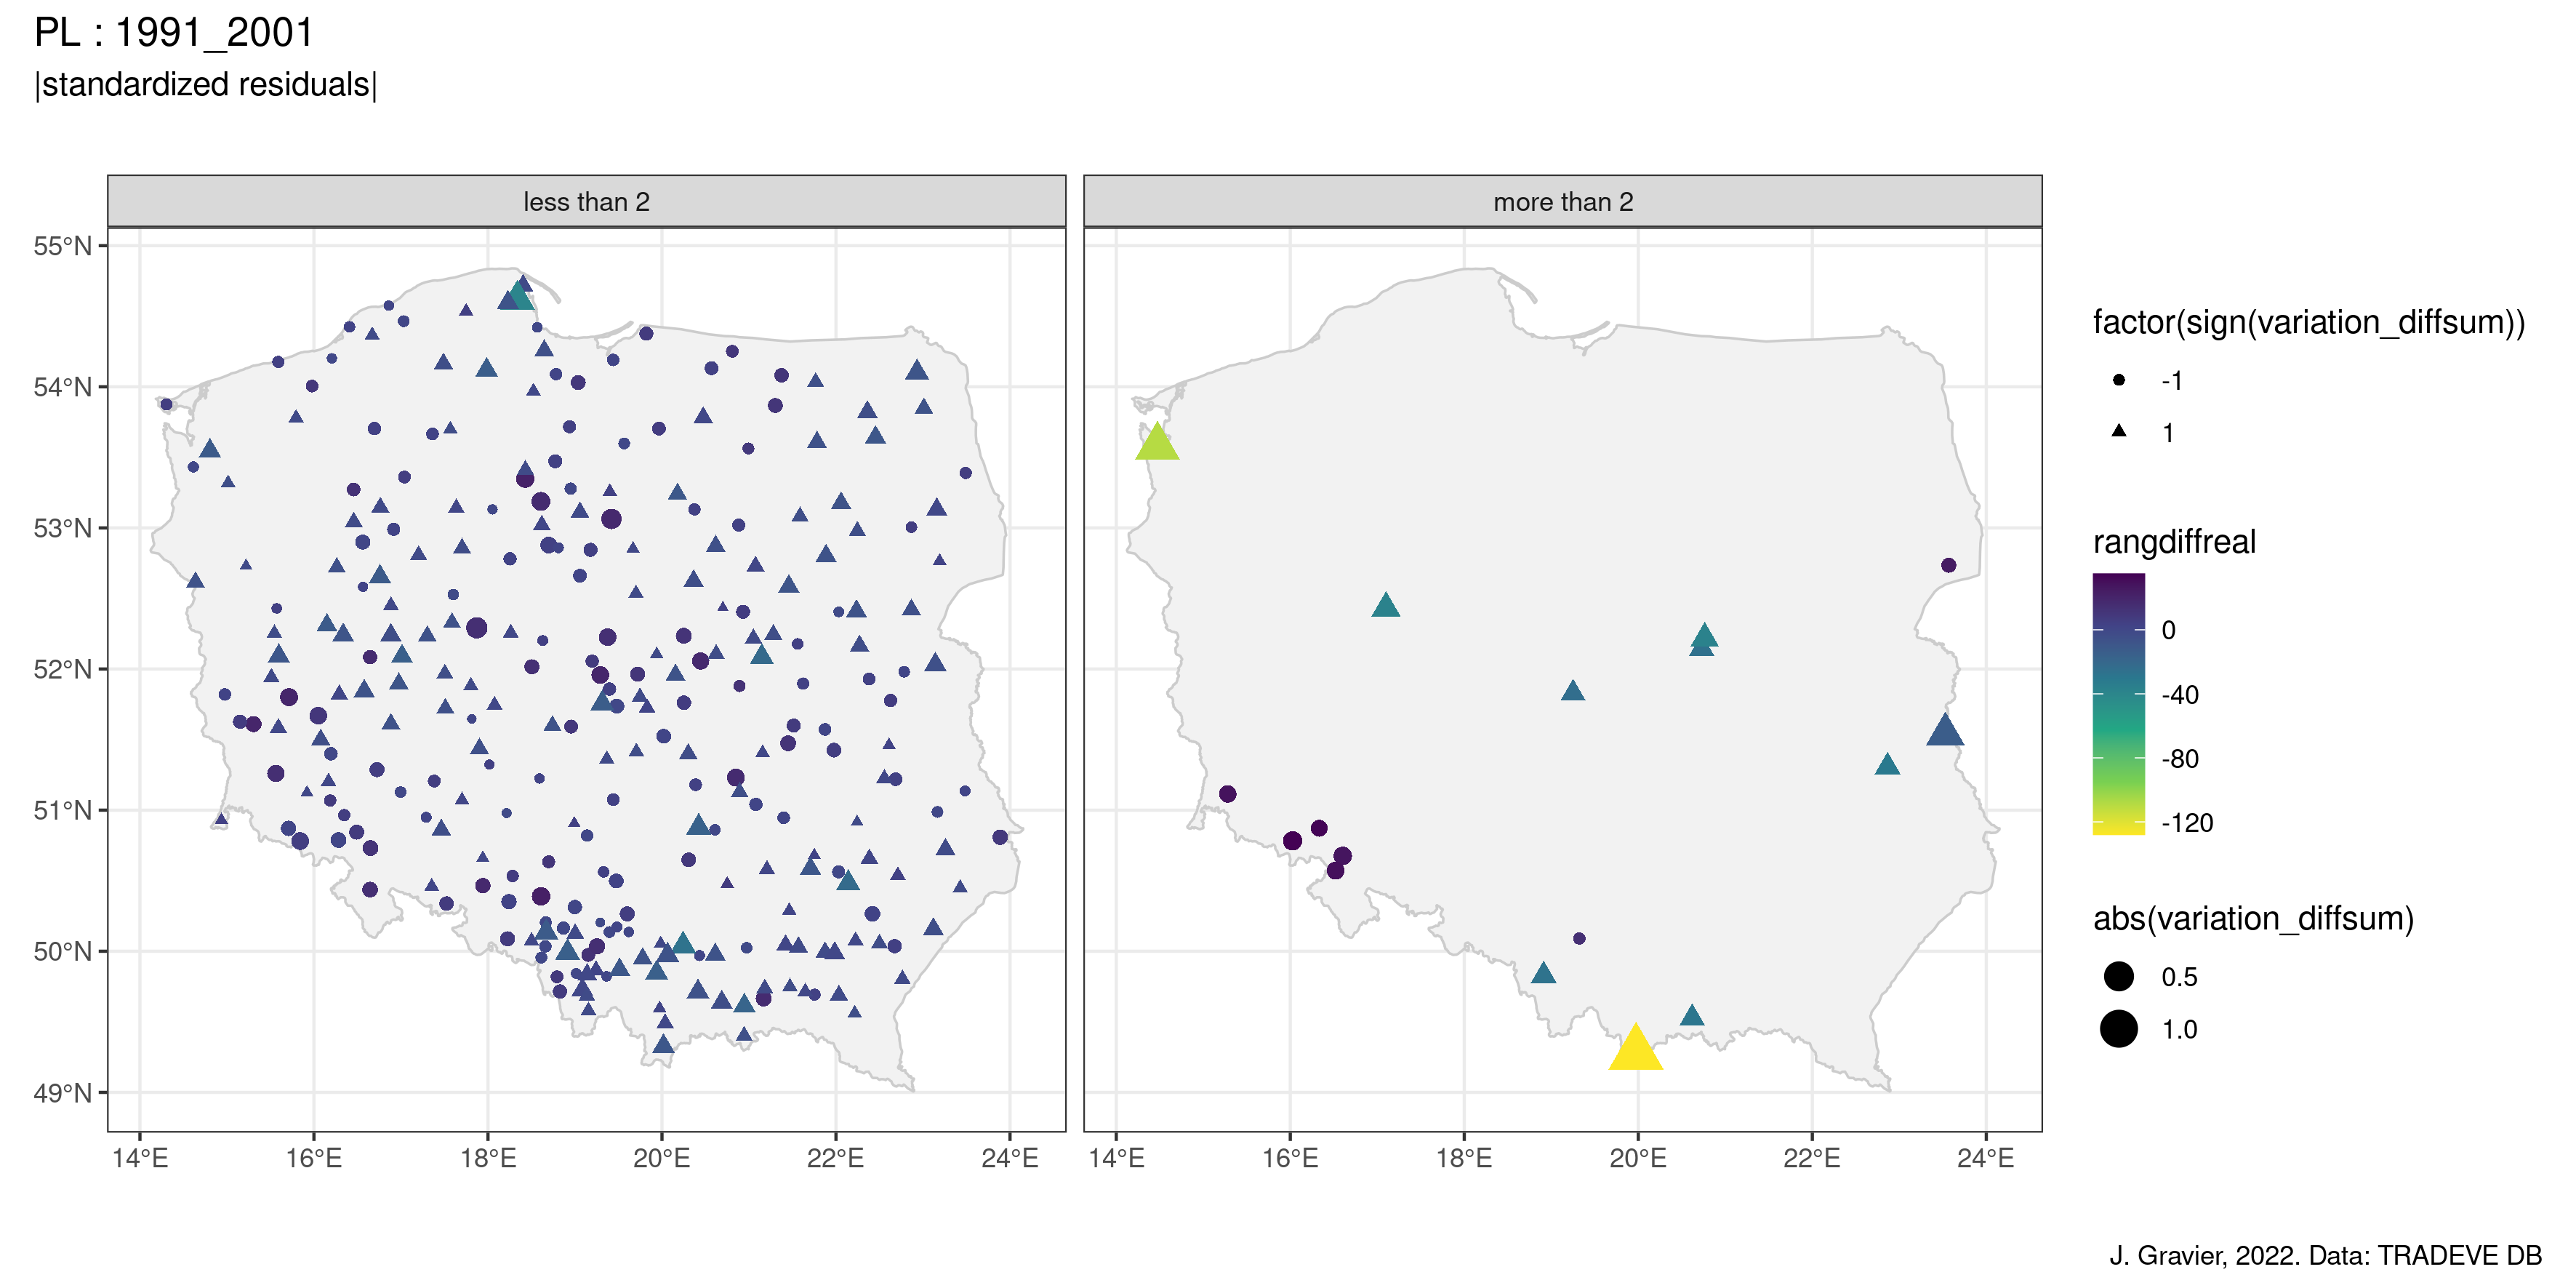 PL : 1991_2001
|standardized residuals|
less than 2
more than 2
55°N
54°N
53°N
52°N
51°N
50°N
49°N
14°E 16°E 18°E 20°E 22°E 24°E
14°E 16°E 18°E 20°E 22°E 24°E
factor(sign(variation_diffsum))
-1
1
rangdiffreal
0
-40
-80
-120
abs(variation_diffsum)
0.5
1.0
J. Gravier, 2022. Data: TRADEVE DB